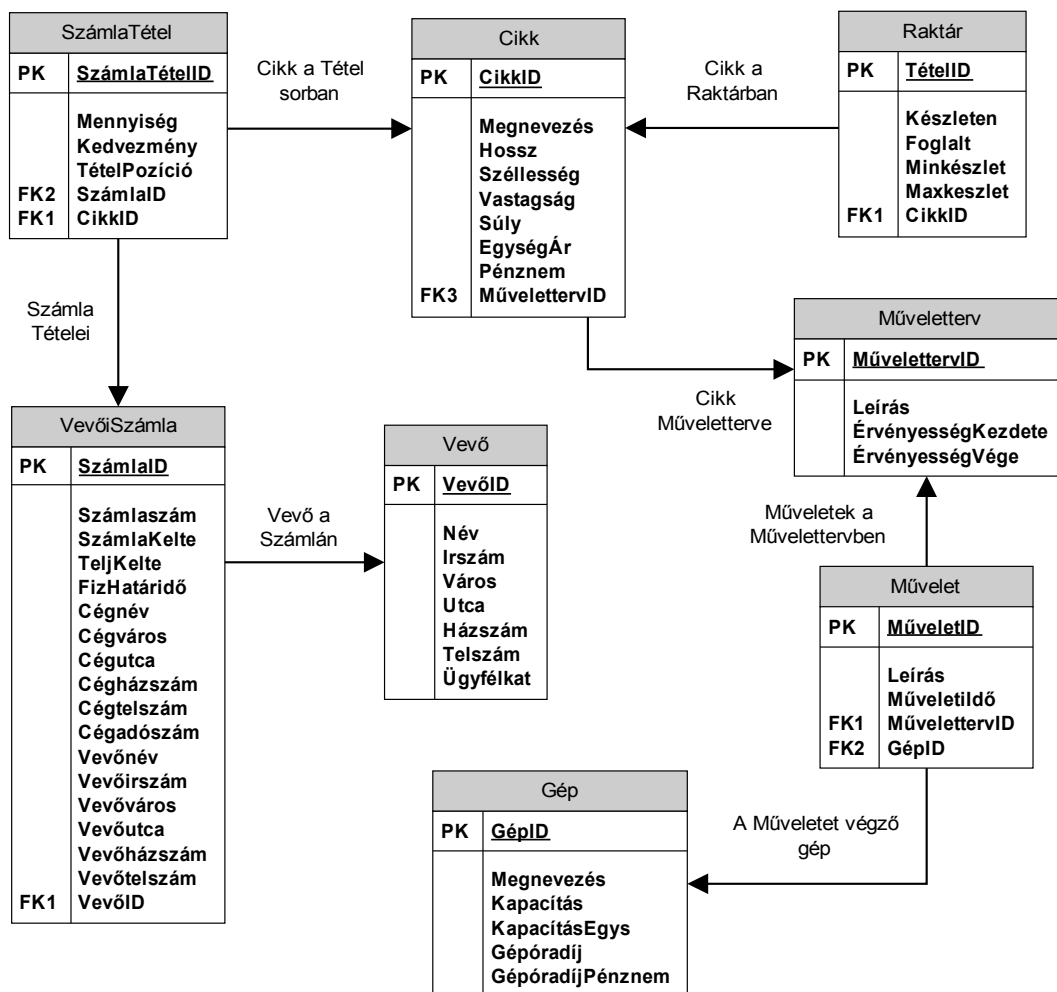 SzámlaTétel
PK SzámlaTételID
Mennyiség
Kedvezmény
TételPozíció
FK2 SzámlaID
FK1 CikkID
Cikk a Tétel
sorban
Cikk
PK CikkID
Megnevezés
Hossz
Széllesség
Vastagság
Súly
EgységÁr
Pénznem
FK3 MűvelettervID
Cikk a
Raktárban
Raktár
PK TételID
Készleten
Foglalt
Minkészlet
Maxkeszlet
FK1 CikkID
Számla
Tételei
Cikk
Műveletterve
Műveletterv
PK MűvelettervID
Leírás
ÉrvényességKezdete
ÉrvényességVége
VevőiSzámla
PK SzámlaID
Számlaszám
SzámlaKelte
TeljKelte
FizHatáridő
Cégnév
Cégváros
Cégutca
Cégházszám
Cégtelszám
Cégadószám
Vevőnév
Vevőirszám
Vevőváros
Vevőutca
Vevőházszám
Vevőtelszám
FK1 VevőID
Vevő a
Számlán
Vevő
PK VevőID
Név
Irszám
Város
Utca
Házszám
Telszám
Ügyfélkat
Műveletek a
Művelettervben
Művelet
PK MűveletID
Leírás
MűveletiIdő
FK1 MűvelettervID
FK2 GépID
A Műveletet végző
gép
Gép
PK GépID
Megnevezés
Kapacítás
KapacításEgys
Gépóradíj
GépóradíjPénznem